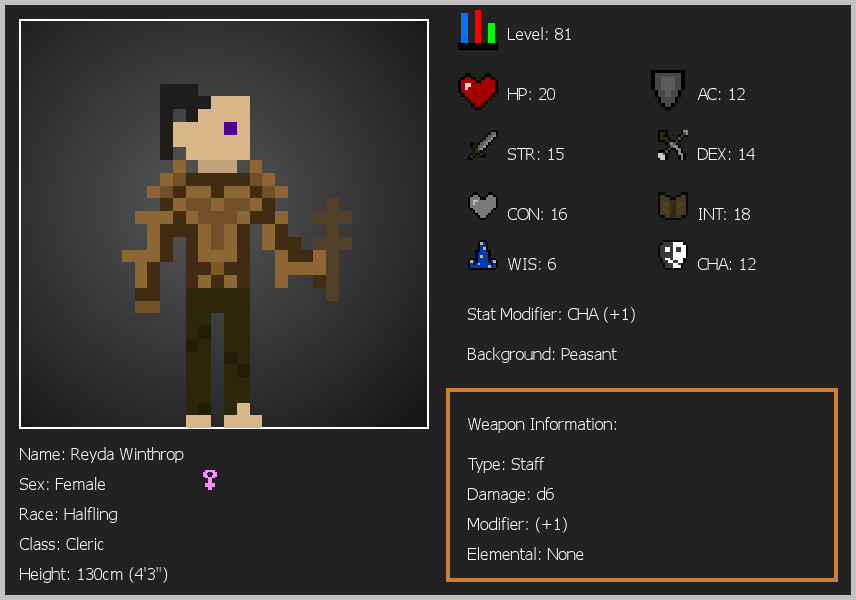 Level: 81
HP: 20
AC: 12
STR: 15
DEX: 14
CON: 16
INT: 18
WIS: 6
CHA: 12
Stat Modifier: CHA (+1)
Background: Peasant
Weapon Information:
Type: Staff
Damage: d6
Modifier: (+1)
Elemental: None
Name: Reyda Winthrop
Sex: Female
Race: Halfling
Class: Cleric
Height: 130cm (4'3")